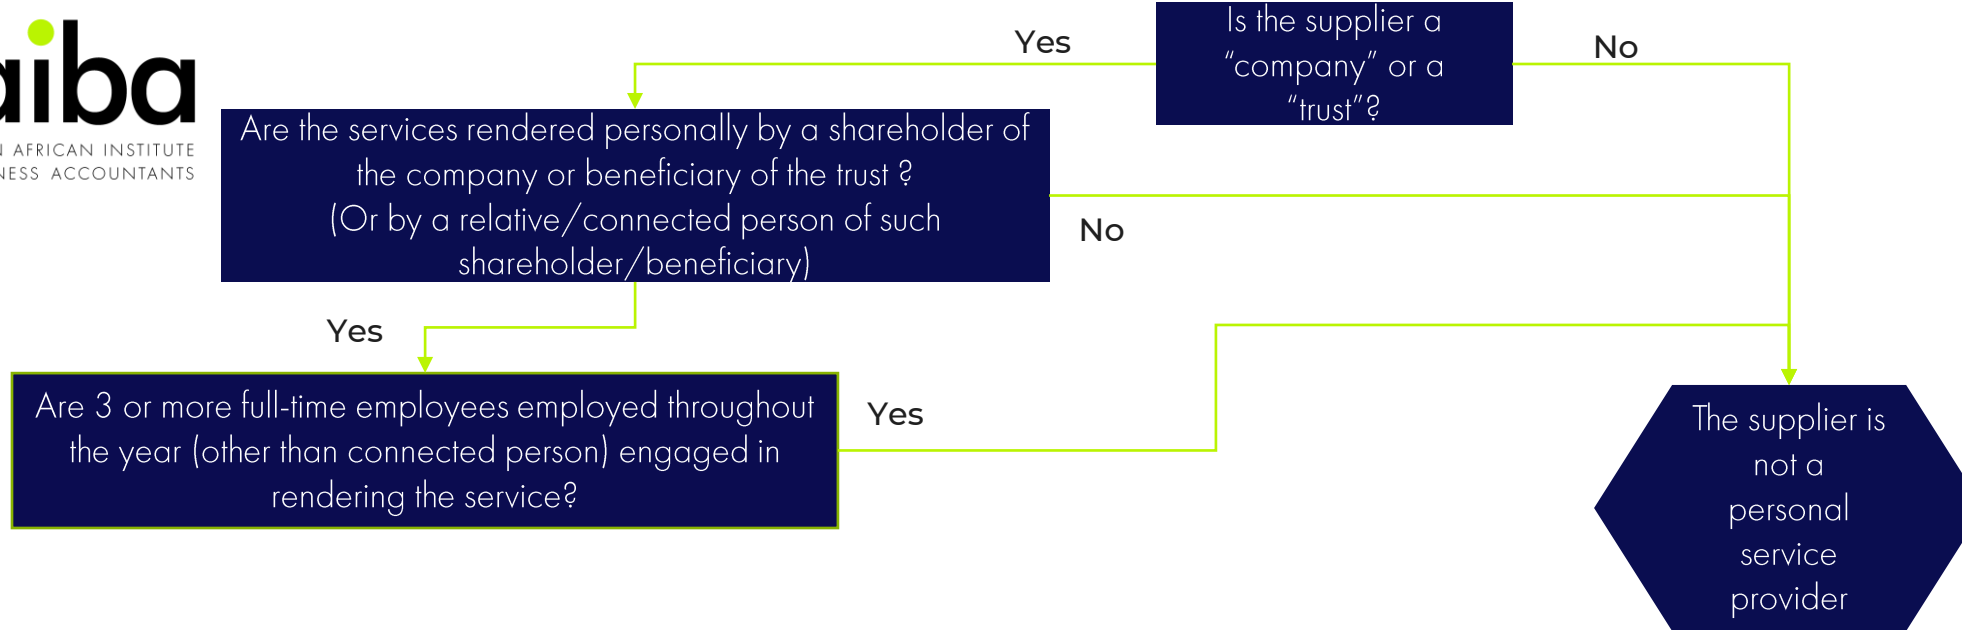 aiba
AFRICAN INSTITUTE
ACCOUNTANTS
Is the supplier a
“company” or a
“trust”?
Yes
No
Are the services rendered personally by a shareholder of
the company or beneficiary of the trust ?
(Or by a relative/connected person of such
shareholder/beneficiary)
No
Yes
Are 3 or more full-time employees employed throughout
the year (other than connected person) engaged in
rendering the service?
Yes
The supplier is
not a
personal
service
provider